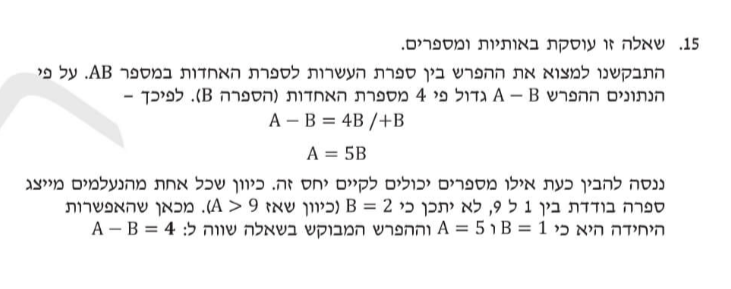 15. שאלה זו עוסקת באותיות ומספרים.
התבקשנו למצוא את ההפרש בין ספרת העשרות לספרת האחדות במספר AB. על פי
הנתונים ההפרש A – B גדול פי 4 מספרת האחדות (הספרה B). לפיכך –
A – B = 4B /+B
A = 5B
ננסה להבין כעת אילו מספרים יכולים לקיים יחס זה. כיוון שכל אחת מהנעלמים מייצג
ספרה בודדת בין 1 ל 9, לא יתכן כי B = 2 (כיוון שאז A > 9). מכאן שהאפשרות
היחידה היא כי B = 1 ו A = 5 וההפרש המבוקש בשאלה שווה ל: A – B = 4